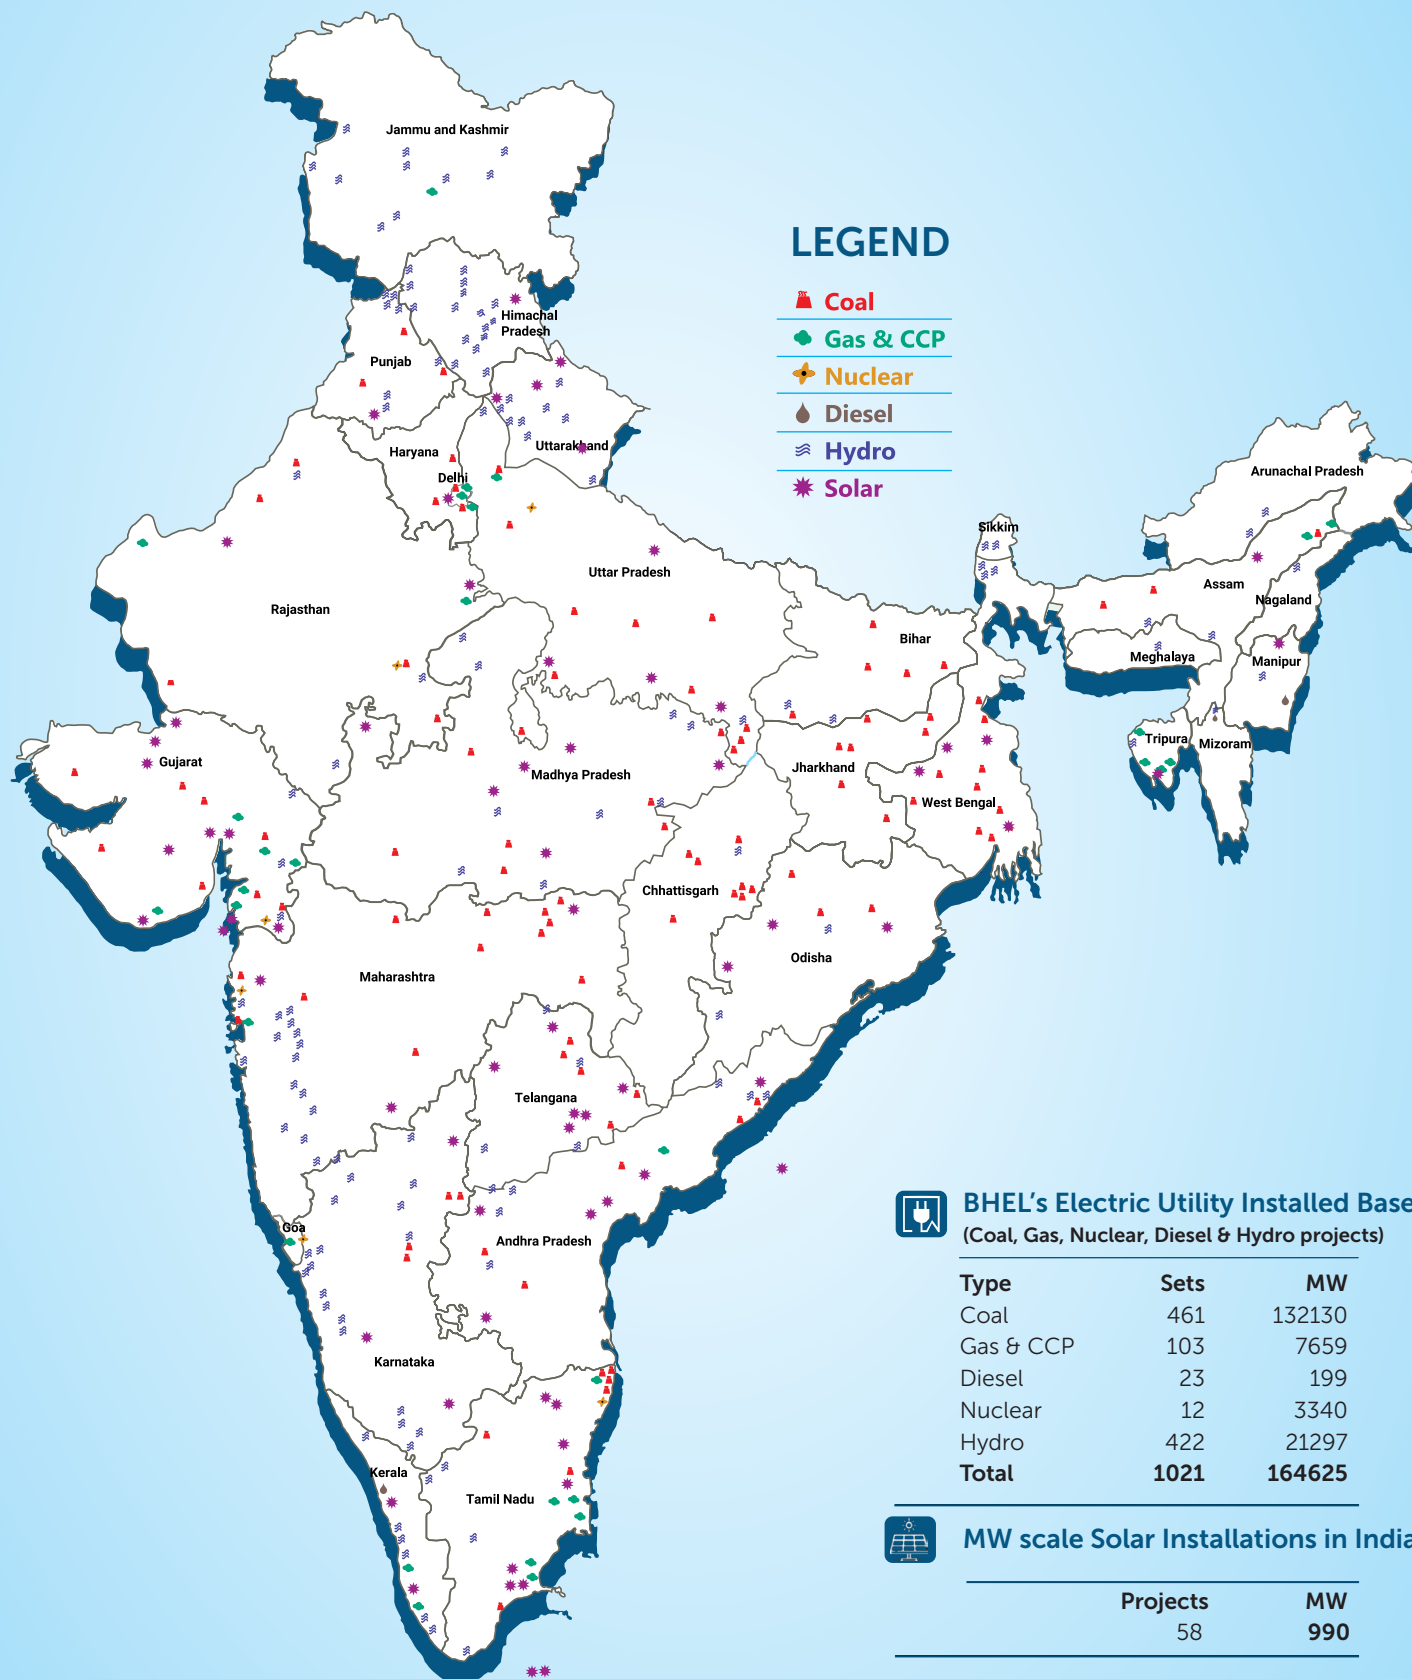 Jammu and Kashmir
LEGEND
Coal
Gas & CCP
Nuclear
Diesel
Hydro
Solar
Himachal
Pradesh
Punjab
Haryana
Uttarakhand
Delhi
Arunachal Pradesh
Sikkim
Uttar Pradesh
Assam
Nagaland
Rajasthan
Bihar
Meghalaya
Manipur
Gujarat
Tripura
Mizoram
Madhya Pradesh
Jharkhand
West Bengal
Chhattisgarh
Odisha
Maharashtra
Telangana
Goa
Andhra Pradesh
Karnataka
Kerala
Tamil Nadu
BHEL's Electric Utility Installed Base
(Coal, Gas, Nuclear, Diesel & Hydro projects)
Type Sets MW
Coal 461 132130
Gas & CCP 103 7659
Diesel 23 199
Nuclear 12 3340
Hydro 422 21297
Total 1021 164625
MW scale Solar Installations in India
Projects MW
58 990